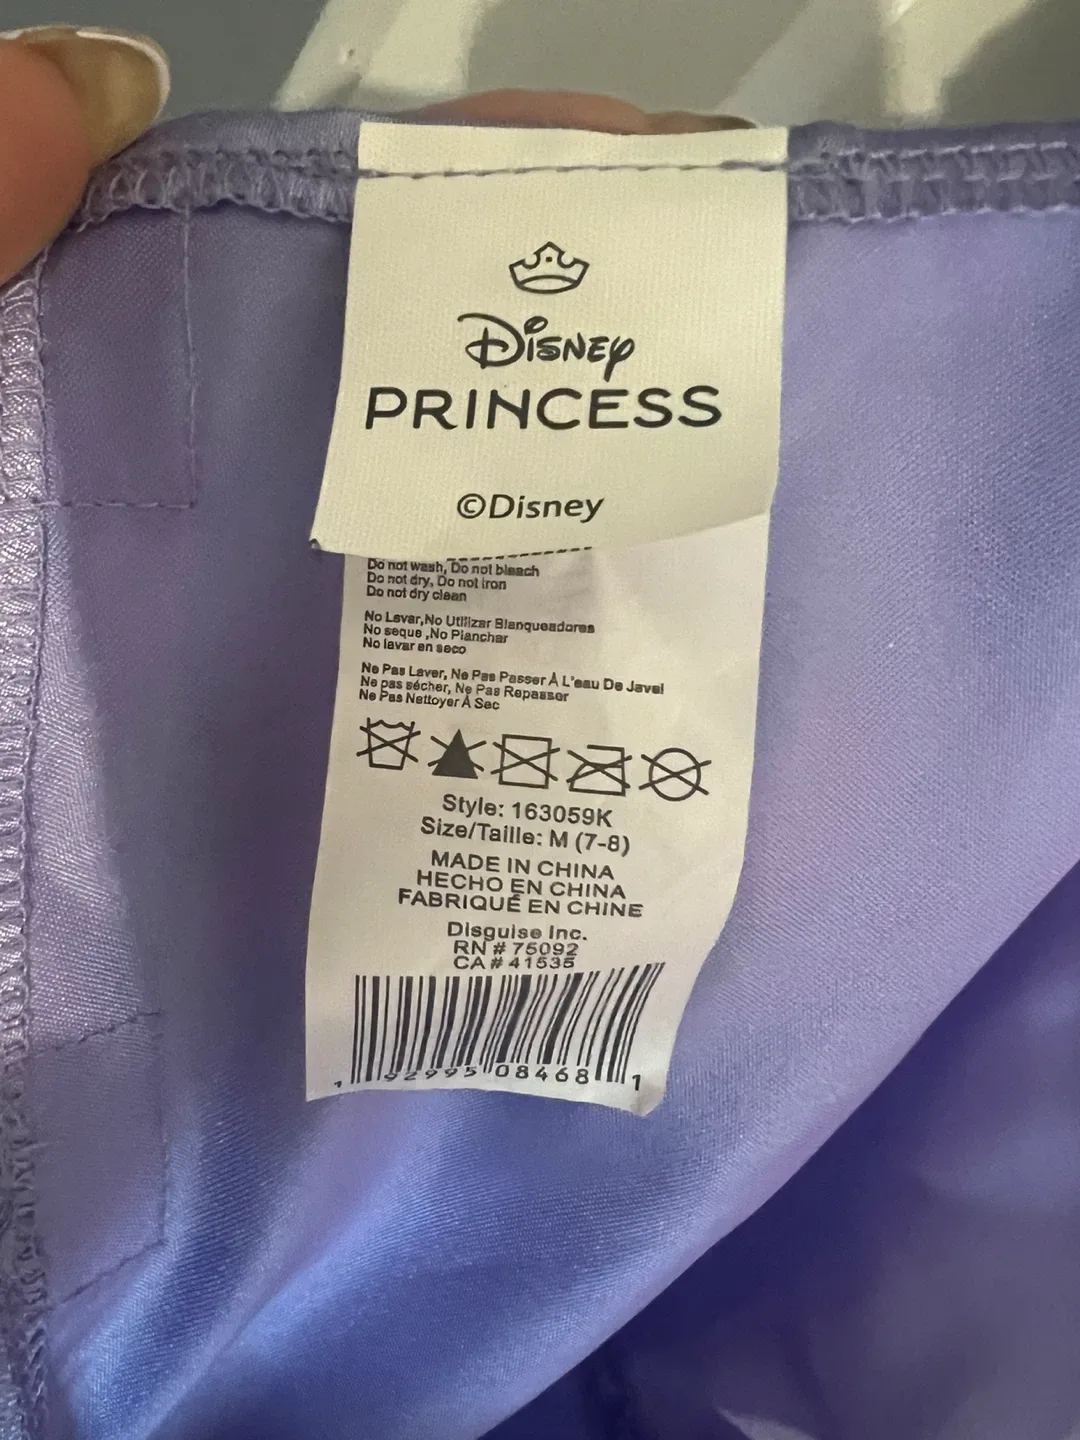 Disney
PRINCESS
©Disney
Do not wash, Do not bleach
Do not dry, Do not iron
Do not dry clean
No Lavar,No Utilizar Blanqueadores
No seque ,No Planchar
No lavar en seco
Ne Pas Laver, Ne Pas Passer À L'eau De Javel
Ne pas sécher, Ne Pas Repasser
Ne Pas Nettoyer À Sec
Style: 163059K
Size/Taille: M (7-8)
MADE IN CHINA
HECHO EN CHINA
FABRIQUÉ EN CHINE
Disguise Inc.
RN # 75092
CA# 41535
1 92995 08468 1